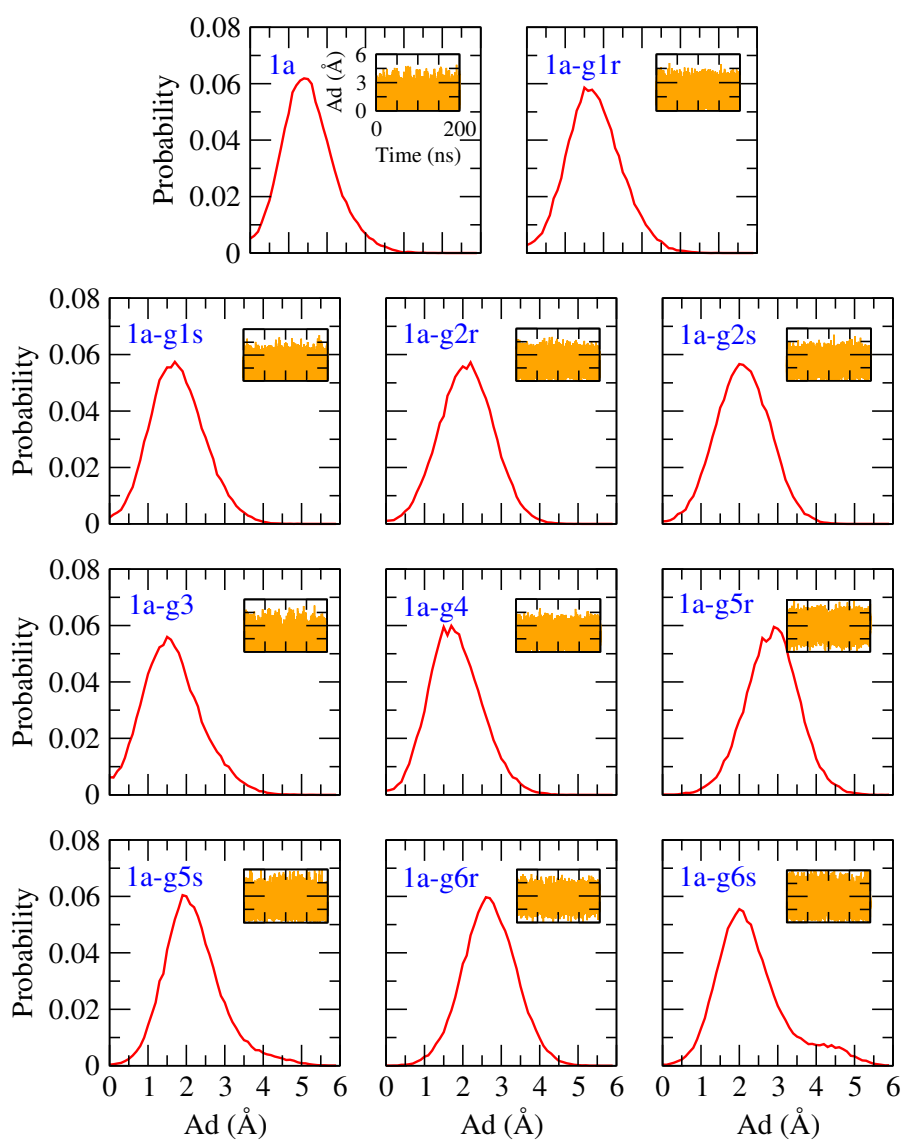 0.08
0.06
0.04
0.02
0
Probability
1a
Ad (Å)
6
3
0
0
200
Time (ns)
1a-g1r
0.08
0.06
0.04
0.02
0
Probability
1a-g1s
1a-g2r
1a-g2s
0.08
0.06
0.04
0.02
0
Probability
1a-g3
1a-g4
1a-g5r
0.08
0.06
0.04
0.02
0
Probability
1a-g5s
1a-g6r
1a-g6s
0 1 2 3 4 5 6
0 1 2 3 4 5 6
0 1 2 3 4 5 6
Ad (Å)
Ad (Å)
Ad (Å)